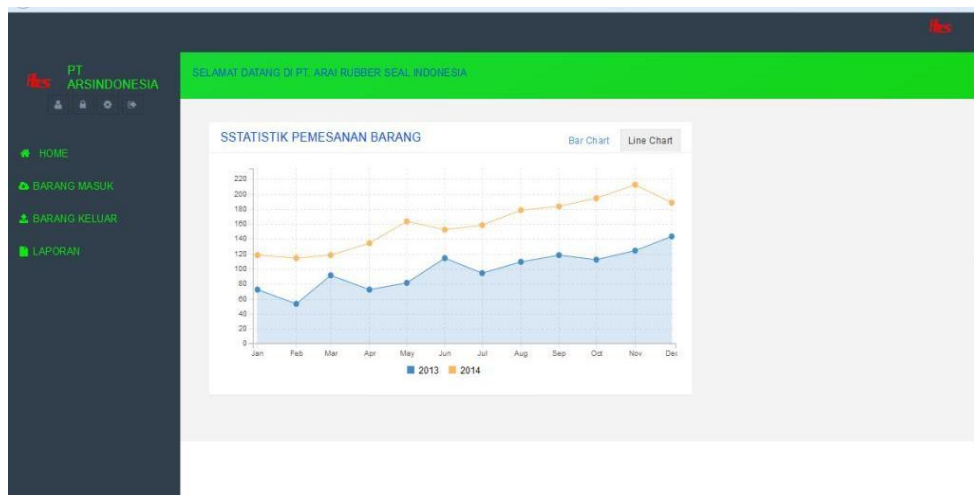 PT
ARSINDONESIA
HOME
BARANG MASUK
BARANG KELUAR
LAPORAN
SELAMAT DATANG DI PT. ARAI RUBBER SEAL INDONESIA
SSTATISTIK PEMESANAN BARANG
Bar Chart Line Chart
220
200
180
160
140
120
100
80
60
40
20
0
Jan Feb Mar Apr May Jun Jul Aug Sep Oct Nov Dec
2013 2014